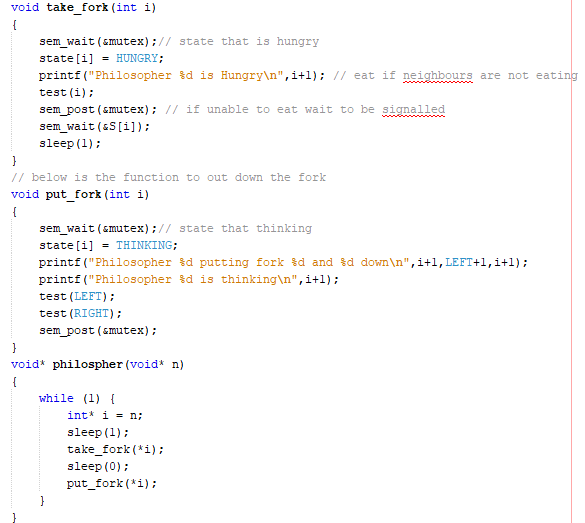 void take_fork(int i)
{
sem_wait(&mutex);// state that is hungry
state[i] = HUNGRY;
printf("Philosopher %d is Hungry\n",i+1); // eat if neighbours are not eating
test(i);
sem_post(&mutex); // if unable to eat wait to be signalled
sem_wait(&S[i]);
sleep(1);
}
// below is the function to out down the fork
void put_fork(int i)
{
sem_wait(&mutex);// state that thinking
state[i] = THINKING;
printf("Philosopher %d putting fork %d and %d down\n",i+1,LEFT+1,i+1);
printf("Philosopher %d is thinking\n",i+1);
test(LEFT);
test(RIGHT);
sem_post(&mutex);
}
void* philospher(void* n)
{
while (1) {
int* i = n;
sleep(1);
take_fork(*i);
sleep(0);
put_fork(*i);
}
}